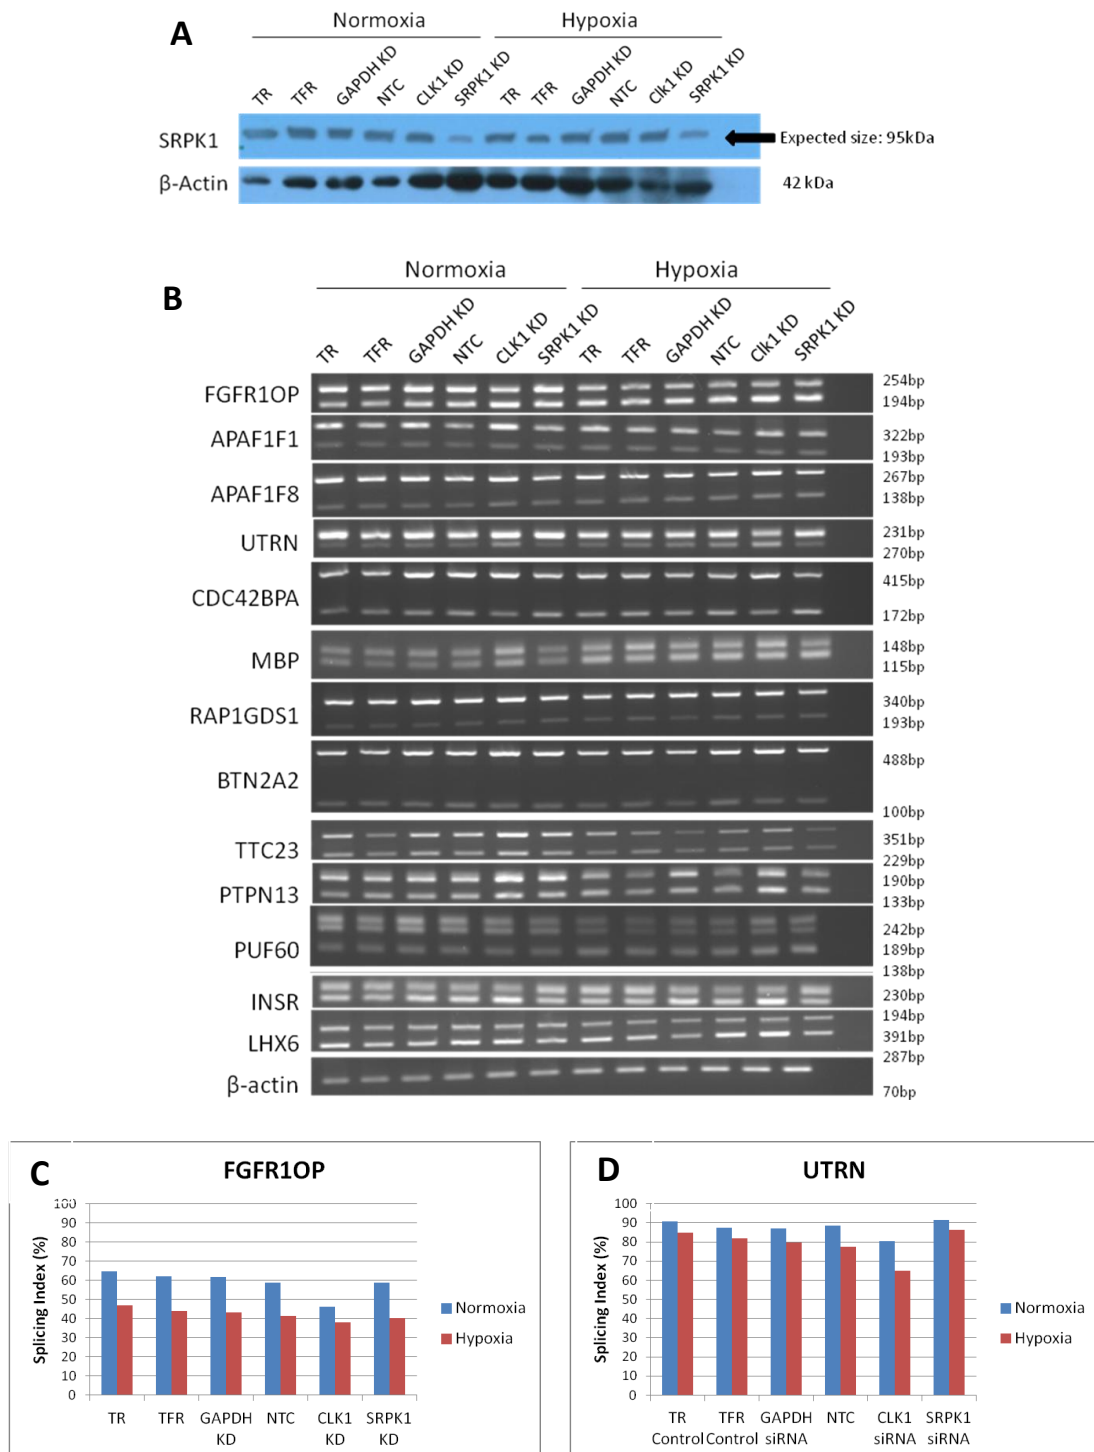 A
Normoxia Hypoxia
TR TFR GAPDH KD NTC CLK1 KD SRPK1 KD TR TFR GAPDH KD NTC Clk1 KD SRPK1 KD
SRPK1 Expected size: 95kDa
β-Actin 42 kDa
B
Normoxia Hypoxia
TR TFR GAPDH KD NTC CLK1 KD SRPK1 KD TR TFR GAPDH KD NTC Clk1 KD SRPK1 KD
FGFR1OP 254bp
194bp
APAF1F1 322bp
193bp
APAF1F8 267bp
138bp
UTRN 231bp
270bp
CDC42BPA 415bp
172bp
MBP 148bp
115bp
RAP1GDS1 340bp
193bp
BTN2A2 488bp
100bp
TTC23 351bp
229bp
PTPN13 190bp
133bp
PUF60 242bp
189bp
138bp
INSR 230bp
194bp
LHX6 391bp
287bp
β-actin 70bp
C
FGFR1OP
Splicing Index (%)
100
90
80
70
60
50
40
30
20
10
0
TR TFR GAPDH KD NTC CLK1 KD SRPK1 KD
Normoxia
Hypoxia
D
UTRN
Splicing Index (%)
100
90
80
70
60
50
40
30
20
10
0
TR Control TFR Control GAPDH siRNA NTC CLK1 siRNA SRPK1 siRNA
Normoxia
Hypoxia